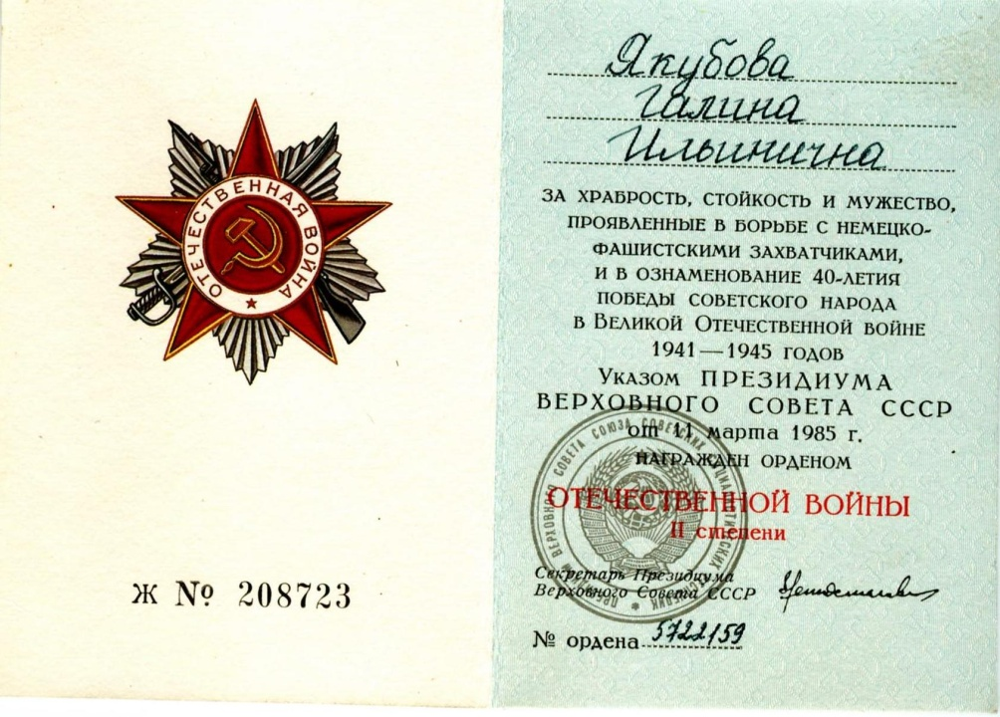 ОТЕЧЕСТВЕННАЯ ВОЙНА
Ж № 208723
Якубова
Галина
Ильинична
ЗА ХРАБРОСТЬ, СТОЙКОСТЬ И МУЖЕСТВО,
ПРОЯВЛЕННЫЕ В БОРЬБЕ С НЕМЕЦКО-
ФАШИСТСКИМИ ЗАХВАТЧИКАМИ,
И В ОЗНАМЕНОВАНИЕ 40-ЛЕТИЯ
ПОБЕДЫ СОВЕТСКОГО НАРОДА
В ВЕЛИКОЙ ОТЕЧЕСТВЕННОЙ ВОЙНЕ
1941—1945 ГОДОВ
УКАЗОМ ПРЕЗИДИУМА
ВЕРХОВНОГО СОВЕТА СССР
от 11 марта 1985 г.
НАГРАЖДЕН ОРДЕНОМ
ОТЕЧЕСТВЕННОЙ ВОЙНЫ
II степени
ПРЕЗИДИУМ ВЕРХОВНОГО СОВЕТА СОЮЗА СОВЕТСКИХ СОЦИАЛИСТИЧЕСКИХ РЕСПУБЛИК
Секретарь Президиума
Верховного Совета СССР
№ ордена 5722159